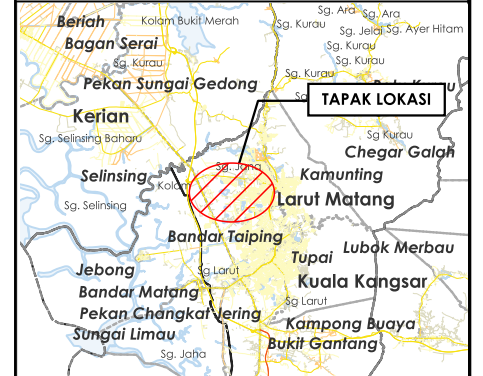 Sg. Ara
Sg. Ara
Beriah
Kolam Bukit Merah
Sg. Kurau
Sg. Jelai
Sg. Ayer Hitam
Bagan Serai
Sg. Kurau
Sg. Kurau
Sg. Kurau
Sg. Kurau
Pekan Sungai Gedong
TAPAK LOKASI
Kerian
Sg. Selinsing Baharu
Sg Kurau
Chegar Galah
Sg. Jana
Selinsing
Kolam
Kamunting
Sg. Selinsing
Larut Matang
Bandar Taiping
Lubok Merbau
Tupai
Jebong
Sg Larut
Kuala Kangsar
Bandar Matang
Sg Larut
Pekan Changkat Jering
Kampong Buaya
Sungai Limau
Bukit Gantang
Sg. Jaha